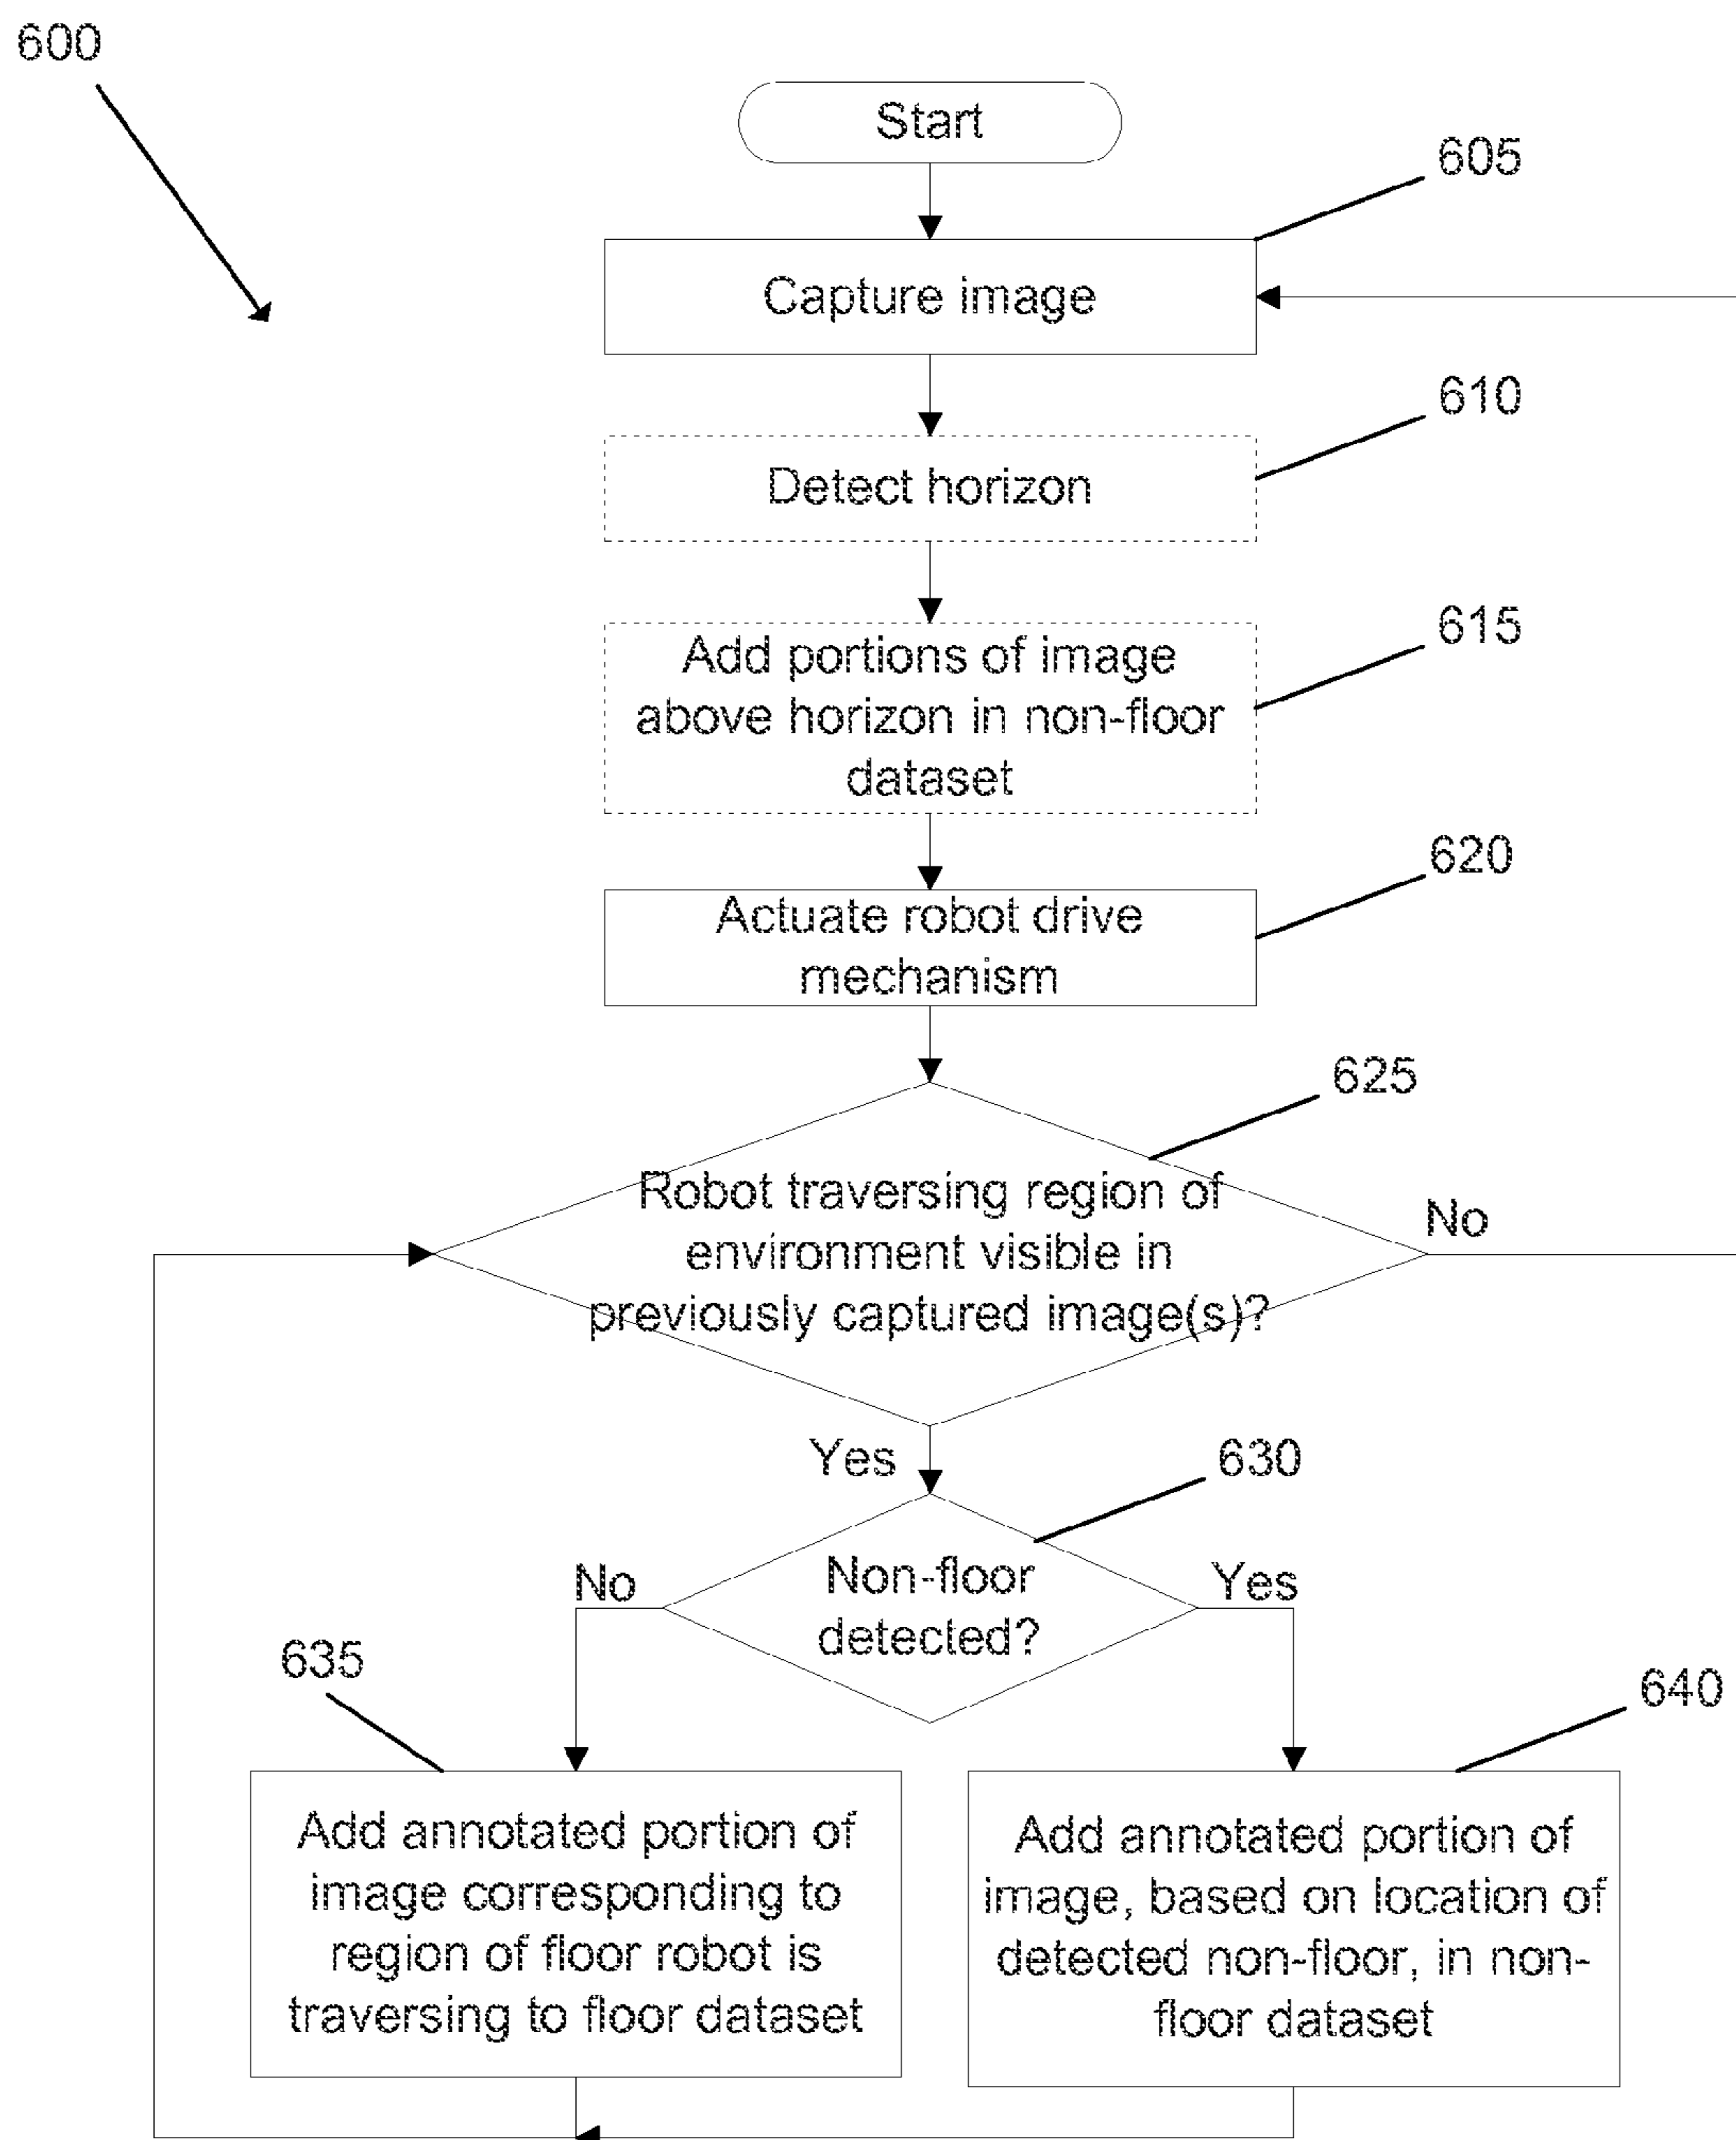 600
Start
605
Capture image
610
Detect horizon
615
Add portions of image
above horizon in non-floor
dataset
620
Actuate robot drive
mechanism
625
Robot traversing region of
environment visible in
previously captured image(s)?
No
Yes
630
Non-floor
detected?
No
Yes
635
640
Add annotated portion of
image corresponding to
region of floor robot is
traversing to floor dataset
Add annotated portion of
image, based on location of
detected non-floor, in non-
floor dataset